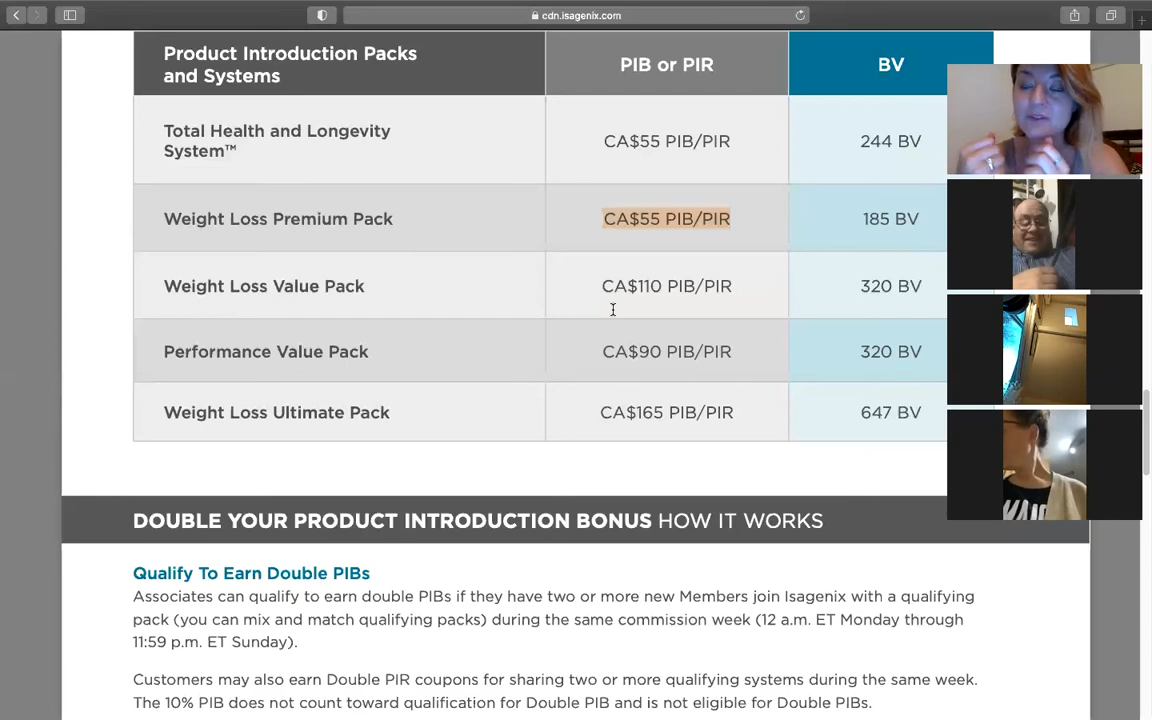 cdn.isagenix.com
Product Introduction Packs
and Systems
PIB or PIR
BV
Total Health and Longevity
System™
CA$55 PIB/PIR
244 BV
Weight Loss Premium Pack
CA$55 PIB/PIR
185 BV
Weight Loss Value Pack
CA$110 PIB/PIR
320 BV
Performance Value Pack
CA$90 PIB/PIR
320 BV
Weight Loss Ultimate Pack
CA$165 PIB/PIR
647 BV
DOUBLE YOUR PRODUCT INTRODUCTION BONUS HOW IT WORKS
Qualify To Earn Double PIBs
Associates can qualify to earn double PIBs if they have two or more new Members join Isagenix with a qualifying
pack (you can mix and match qualifying packs) during the same commission week (12 a.m. ET Monday through
11:59 p.m. ET Sunday).
Customers may also earn Double PIR coupons for sharing two or more qualifying systems during the same week.
The 10% PIB does not count toward qualification for Double PIB and is not eligible for Double PIBs.